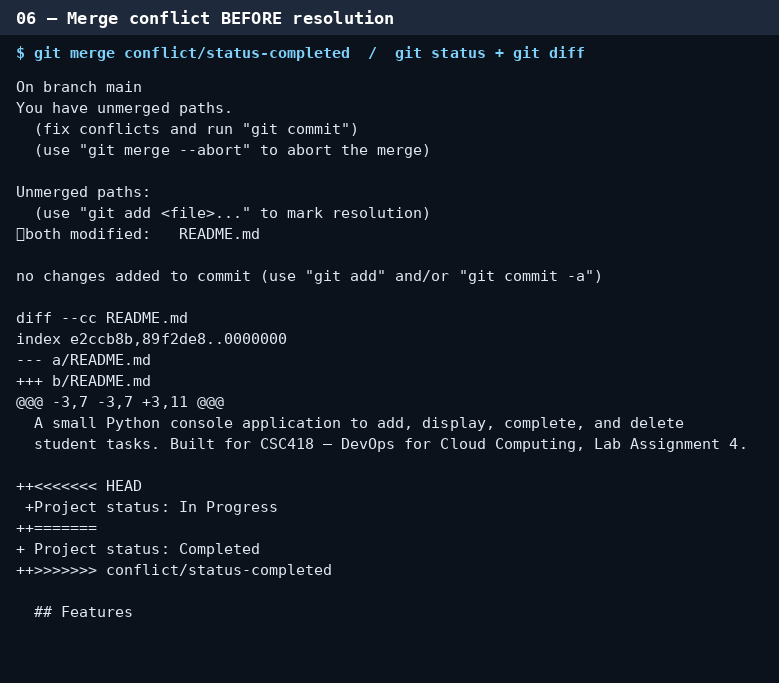 06 — Merge conflict BEFORE resolution
$ git merge conflict/status-completed  /  git status + git diff
On branch main
You have unmerged paths.
  (fix conflicts and run "git commit")
  (use "git merge --abort" to abort the merge)
Unmerged paths:
  (use "git add <file>..." to mark resolution)
both modified:   README.md
no changes added to commit (use "git add" and/or "git commit -a")
diff --cc README.md
index e2ccb8b,89f2de8..0000000
--- a/README.md
+++ b/README.md
@@@ -3,7 -3,7 +3,11 @@@
  A small Python console application to add, display, complete, and delete
  student tasks. Built for CSC418 — DevOps for Cloud Computing, Lab Assignment 4.
++<<<<<<< HEAD
 +Project status: In Progress
++=======
+ Project status: Completed
++>>>>>>> conflict/status-completed
  ## Features